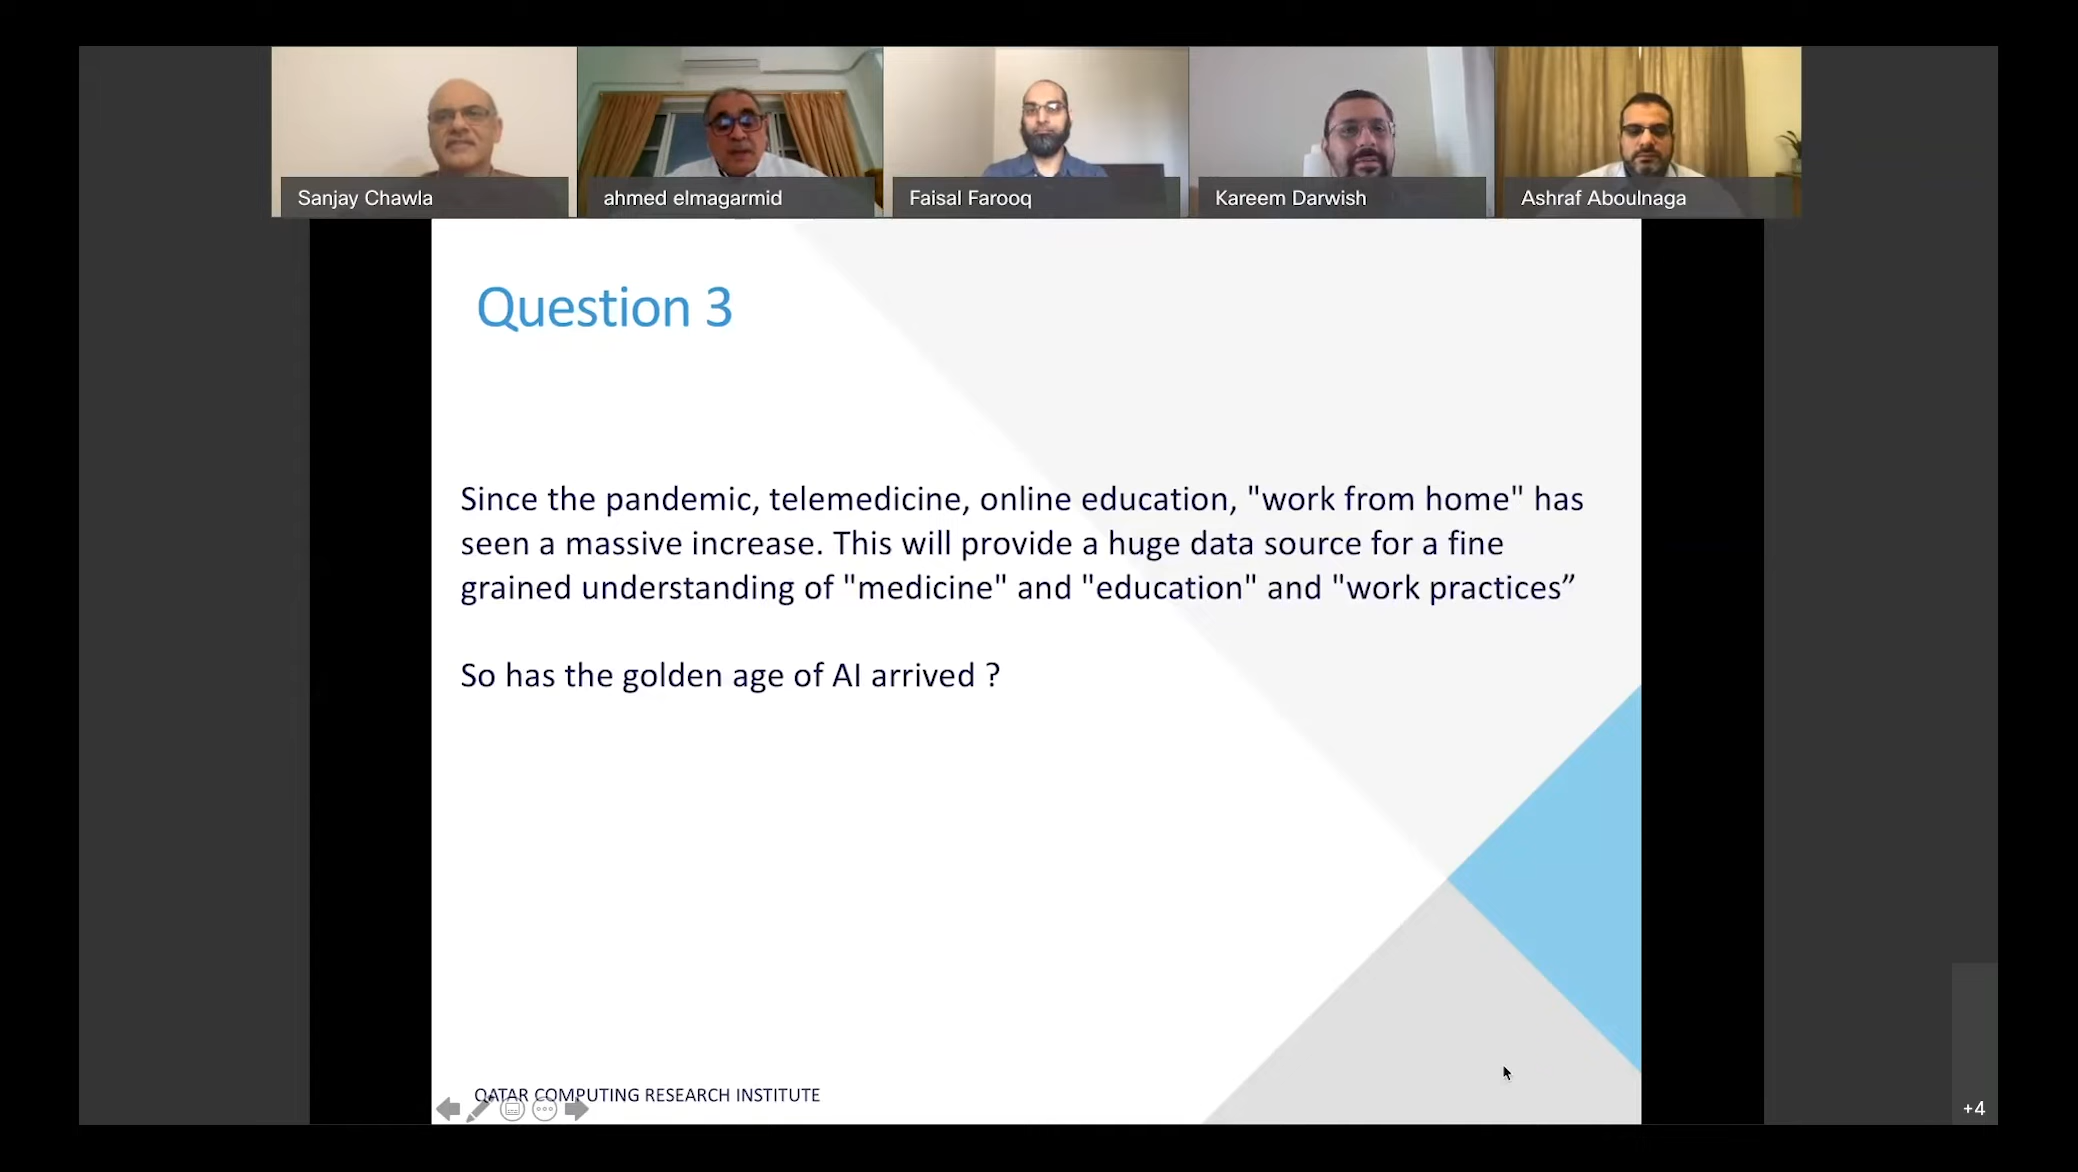 Sanjay Chawla
ahmed elmagarmid
Faisal Farooq
Kareem Darwish
Ashraf Aboulnaga
Question 3
Since the pandemic, telemedicine, online education, "work from home" has
seen a massive increase. This will provide a huge data source for a fine
grained understanding of "medicine" and "education" and "work practices”
So has the golden age of AI arrived ?
QATAR COMPUTING RESEARCH INSTITUTE
+4